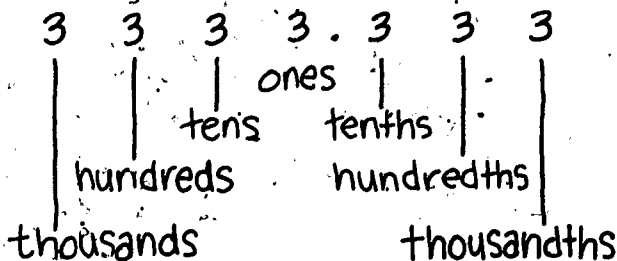 3 3 3 3 . 3 3 3
ones
tens tenths
hundreds hundredths
thousands thousandths